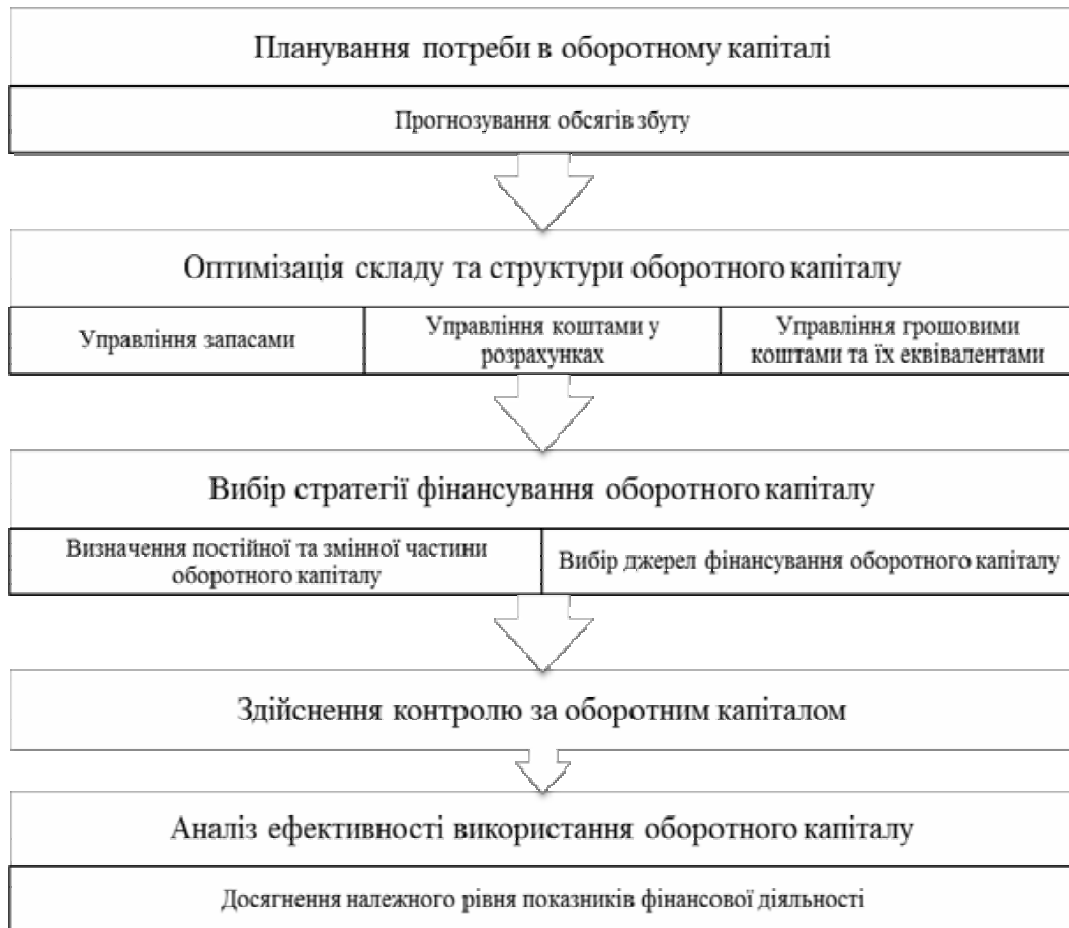 Планування потреби в оборотному капіталі
Прогнозування обсягів збуту
Оптимізація складу та структури оборотного капіталу
Управління запасами
Управління коштами у
розрахунках
Управління грошовими
коштами та їх еквівалентами
Вибір стратегії фінансування оборотного капіталу
Визначення постійної та змінної частини
оборотного капіталу
Вибір джерел фінансування оборотного капіталу
Здійснення контролю за оборотним капіталом
Аналіз ефективності використання оборотного капіталу
Досягнення належного рівня показників фінансової діяльності